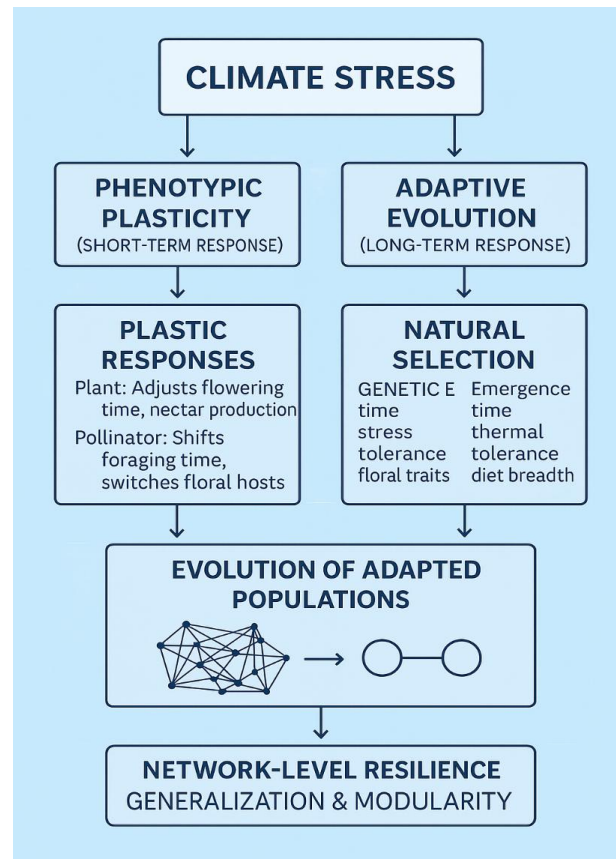 CLIMATE STRESS
PHENOTYPIC
PLASTICITY
(SHORT-TERM RESPONSE)
ADAPTIVE
EVOLUTION
(LONG-TERM RESPONSE)
PLASTIC
RESPONSES
Plant: Adjusts flowering
time, nectar production
Pollinator: Shifts
foraging time,
switches floral hosts
NATURAL
SELECTION
GENETIC E
time
stress
tolerance
floral traits
Emergence
time
thermal
tolerance
diet breadth
EVOLUTION OF ADAPTED
POPULATIONS
NETWORK-LEVEL RESILIENCE
GENERALIZATION & MODULARITY